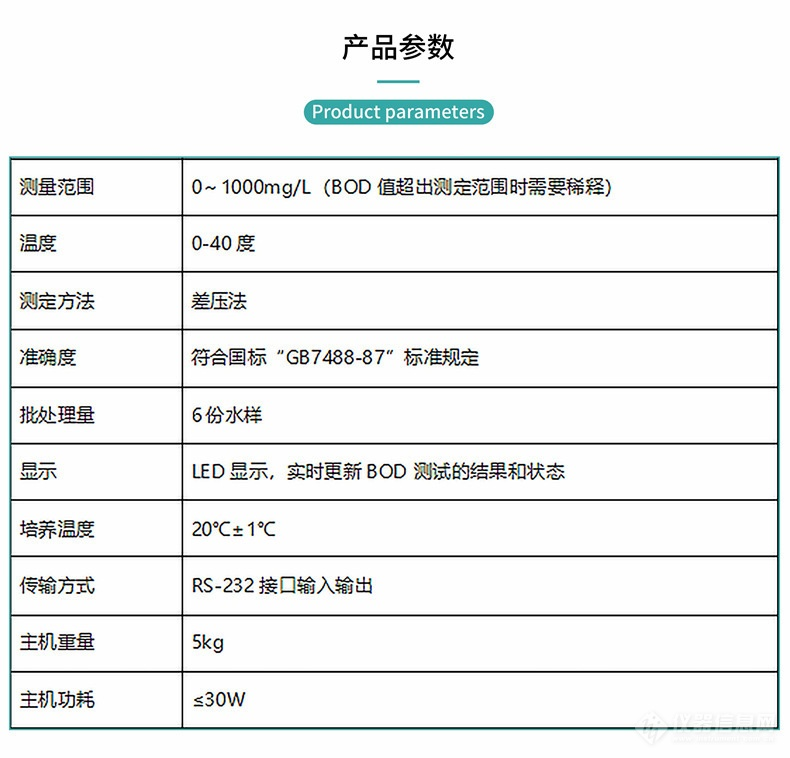 产品参数
Product parameters
测量范围 0~1000mg/L（BOD 值超出测定范围时需要稀释）
温度 0-40 度
测定方法 差压法
准确度 符合国标“GB7488-87”标准规定
批处理量 6 份水样
显示 LED 显示，实时更新 BOD 测试的结果和状态
培养温度 20℃±1℃
传输方式 RS-232 接口输入输出
主机重量 5kg
主机功耗 ≤30W
仪器信息网